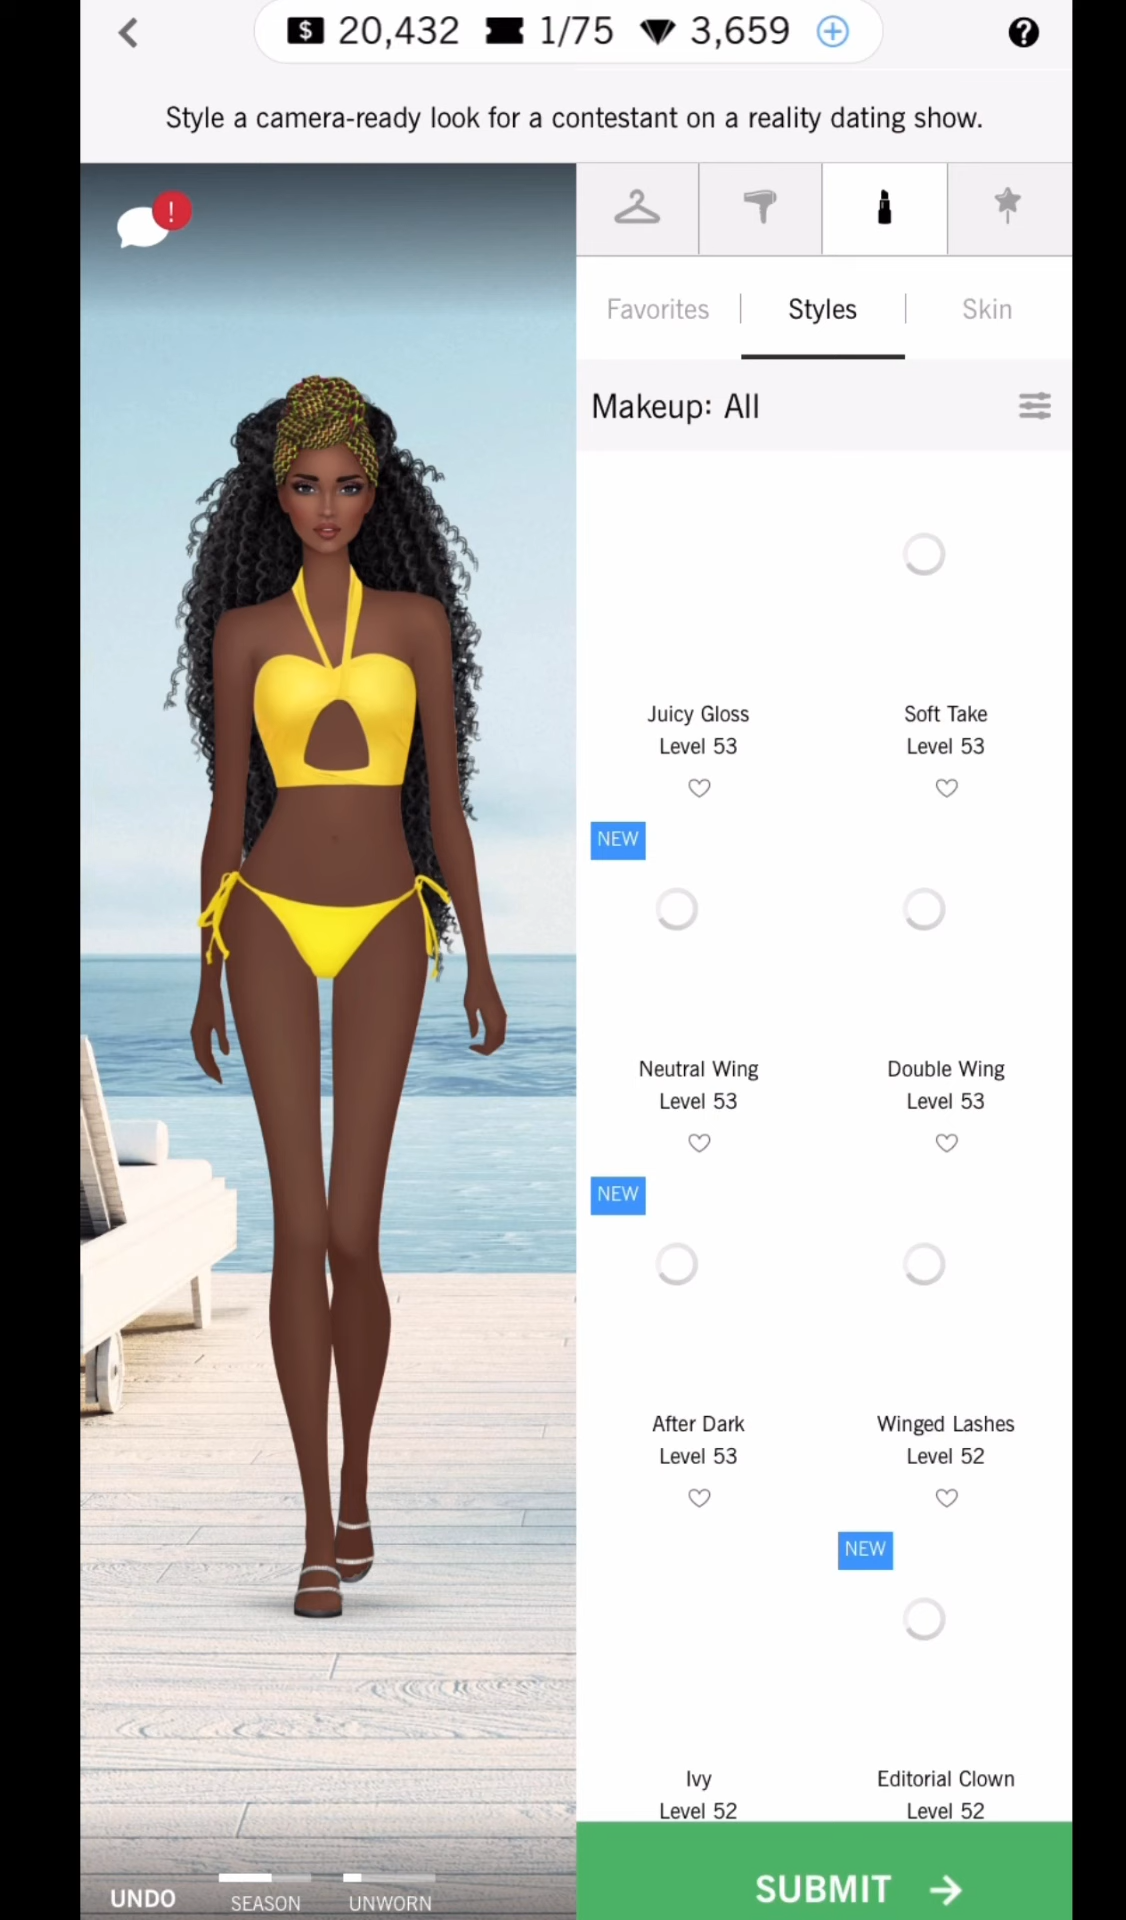 $ 20,432 1/75 3,659
?
Style a camera-ready look for a contestant on a reality dating show.
!
Favorites Styles Skin
Makeup: All
Juicy Gloss
Level 53
Soft Take
Level 53
NEW
Neutral Wing
Level 53
Double Wing
Level 53
NEW
After Dark
Level 53
Winged Lashes
Level 52
NEW
Ivy
Level 52
Editorial Clown
Level 52
UNDO SEASON UNWORN
SUBMIT